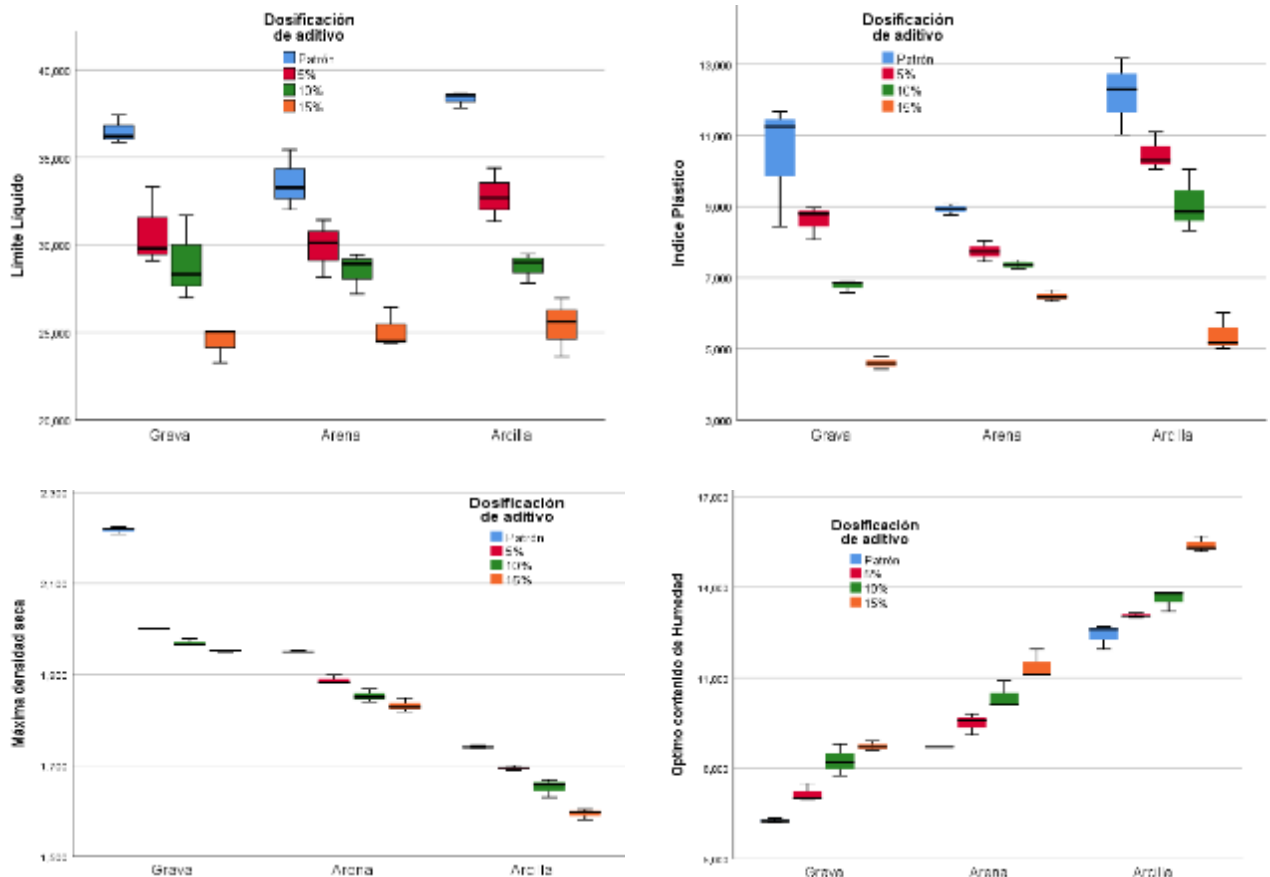 Dosificación
de aditivo
Patrón
5%
10%
15%
40,000
35,000
30,000
25,000
20,000
Límite Líquido
Grava
Arena
Arcilla
Dosificación
de aditivo
Patrón
5%
10%
15%
13,000
11,000
9,000
7,000
5,000
3,000
Indice Plástico
Grava
Arena
Arcilla
Dosificación
de aditivo
Patrón
5%
10%
15%
2,300
2,100
1,900
1,700
1,500
Máxima densidad seca
Grava
Arena
Arcilla
Dosificación
de aditivo
Patrón
5%
10%
15%
17,000
14,000
11,000
8,000
5,000
Optimo contenido de Humedad
Grava
Arena
Arcilla